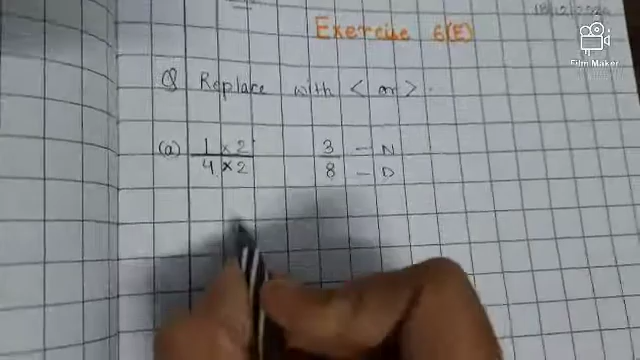 Exercise 6(E)
Film Maker
Q Replace with < or > .
(a) 1 × 2 / 4 × 2    3 / 8 — N — D